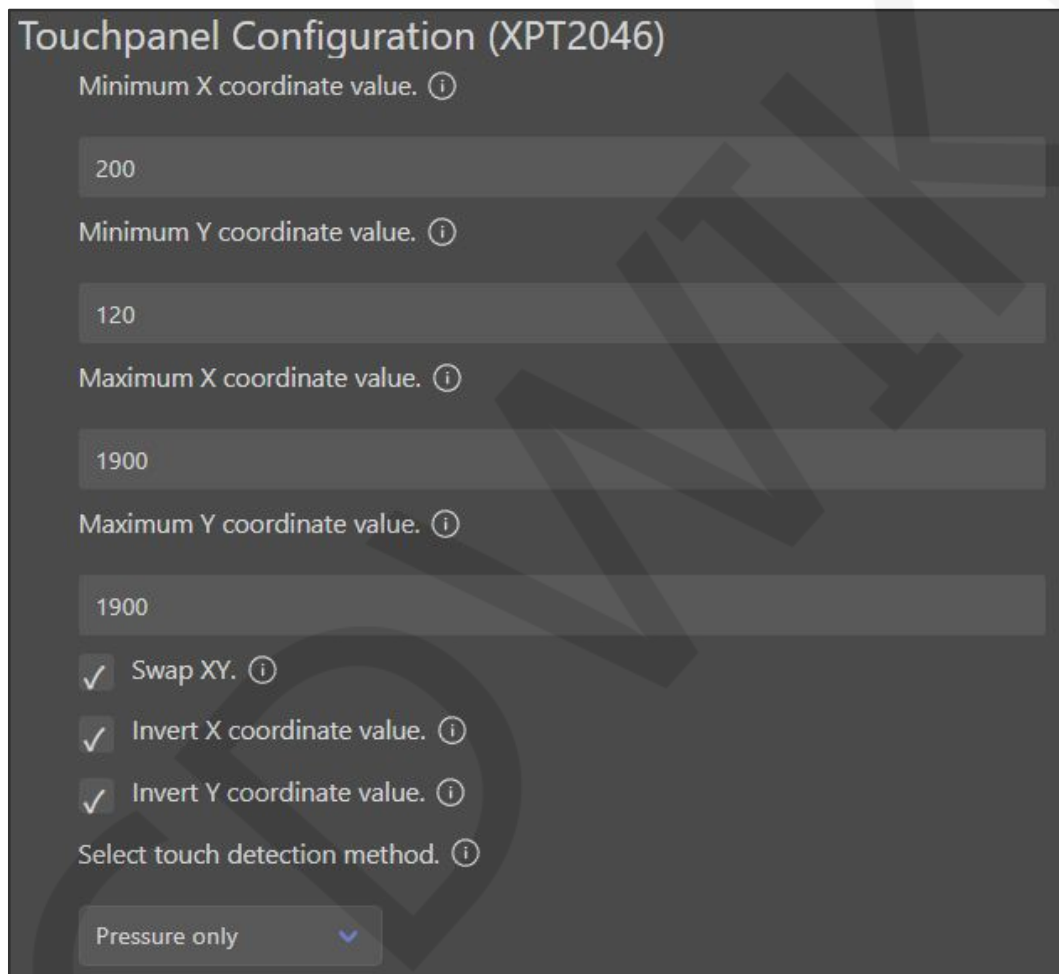 Touchpanel Configuration (XPT2046)
Minimum X coordinate value.
200
Minimum Y coordinate value.
120
Maximum X coordinate value.
1900
Maximum Y coordinate value.
1900
Swap XY.
Invert X coordinate value.
Invert Y coordinate value.
Select touch detection method.
Pressure only